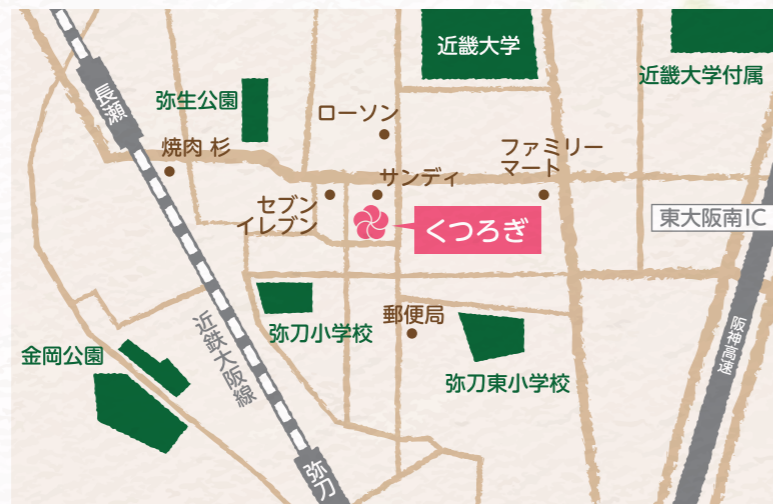 近畿大学
近畿大学付属
長瀬
弥生公園
ローソン
焼肉 杉
ファミリー
マート
サンディ
セブン
イレブン
くつろぎ
東大阪南IC
郵便局
弥刀小学校
近鉄大阪線
阪神高速
金岡公園
弥刀東小学校
弥刀